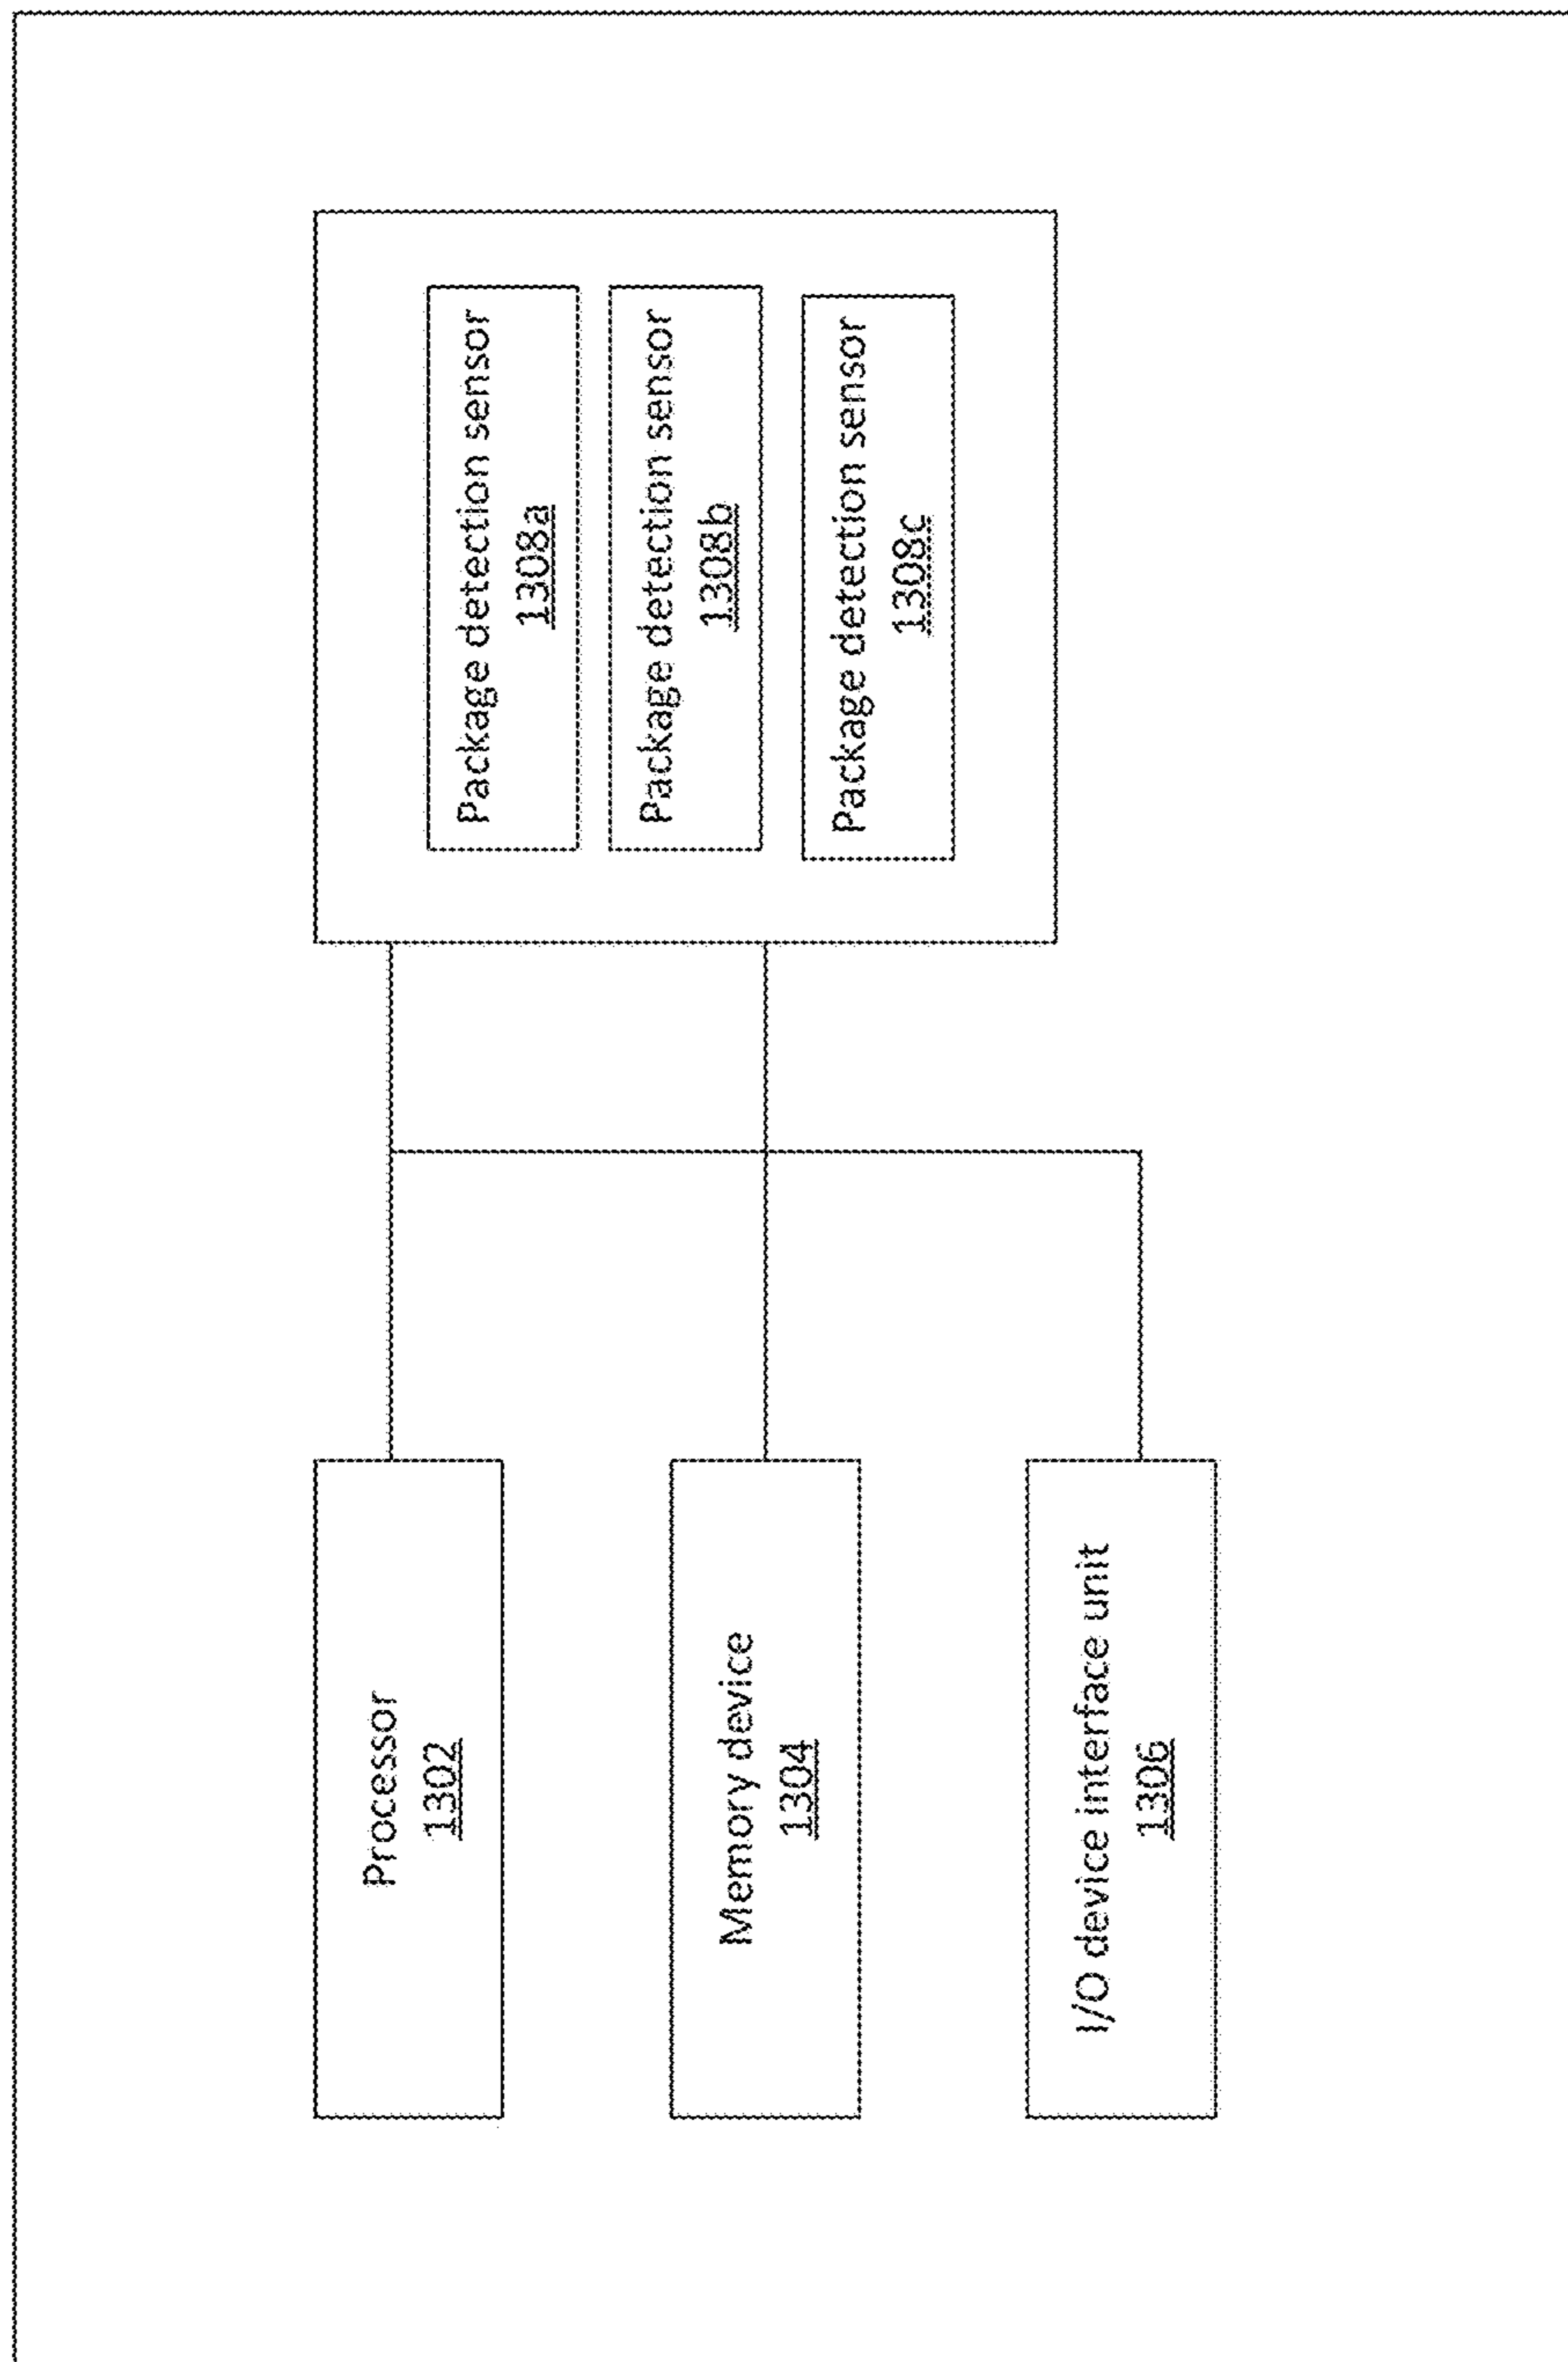 Processor
1302
Memory device
1304
I/O device interface unit
1306
Package detection sensor
1308a
Package detection sensor
1308b
Package detection sensor
1308c